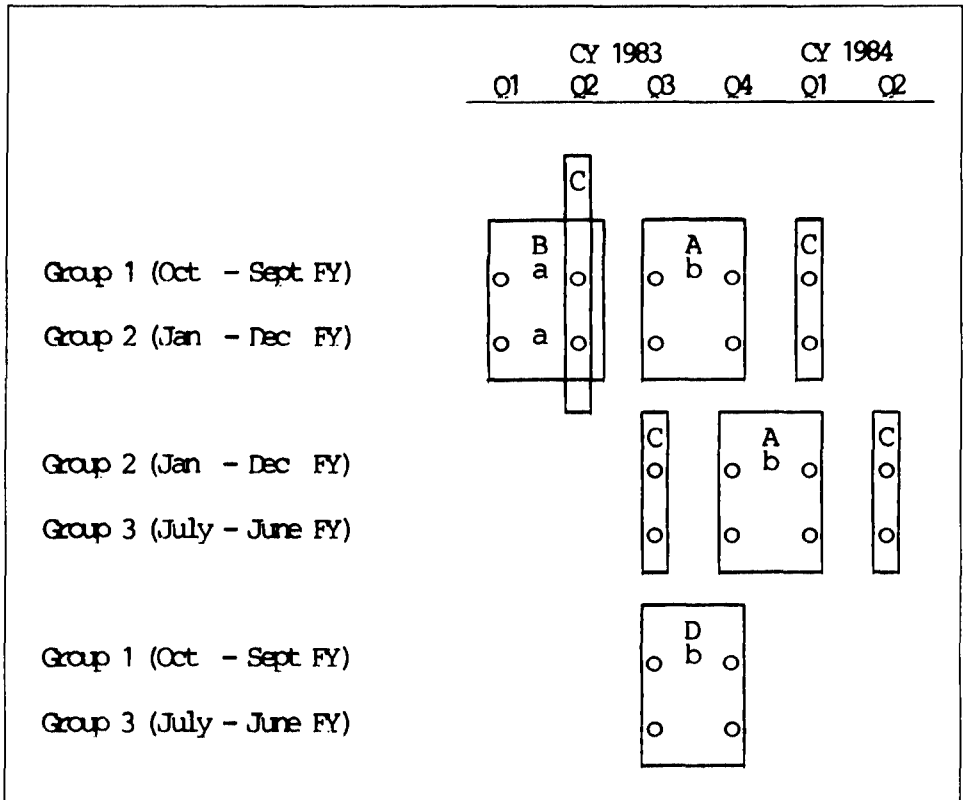 CY 1983 CY 1984
Q1 Q2 Q3 Q4 Q1 Q2
C
B A C
Group 1 (Oct - Sept FY) a b
Group 2 (Jan - Dec FY) a
C A C
Group 2 (Jan - Dec FY) b
Group 3 (July - June FY)
D
Group 1 (Oct - Sept FY) b
Group 3 (July - June FY)